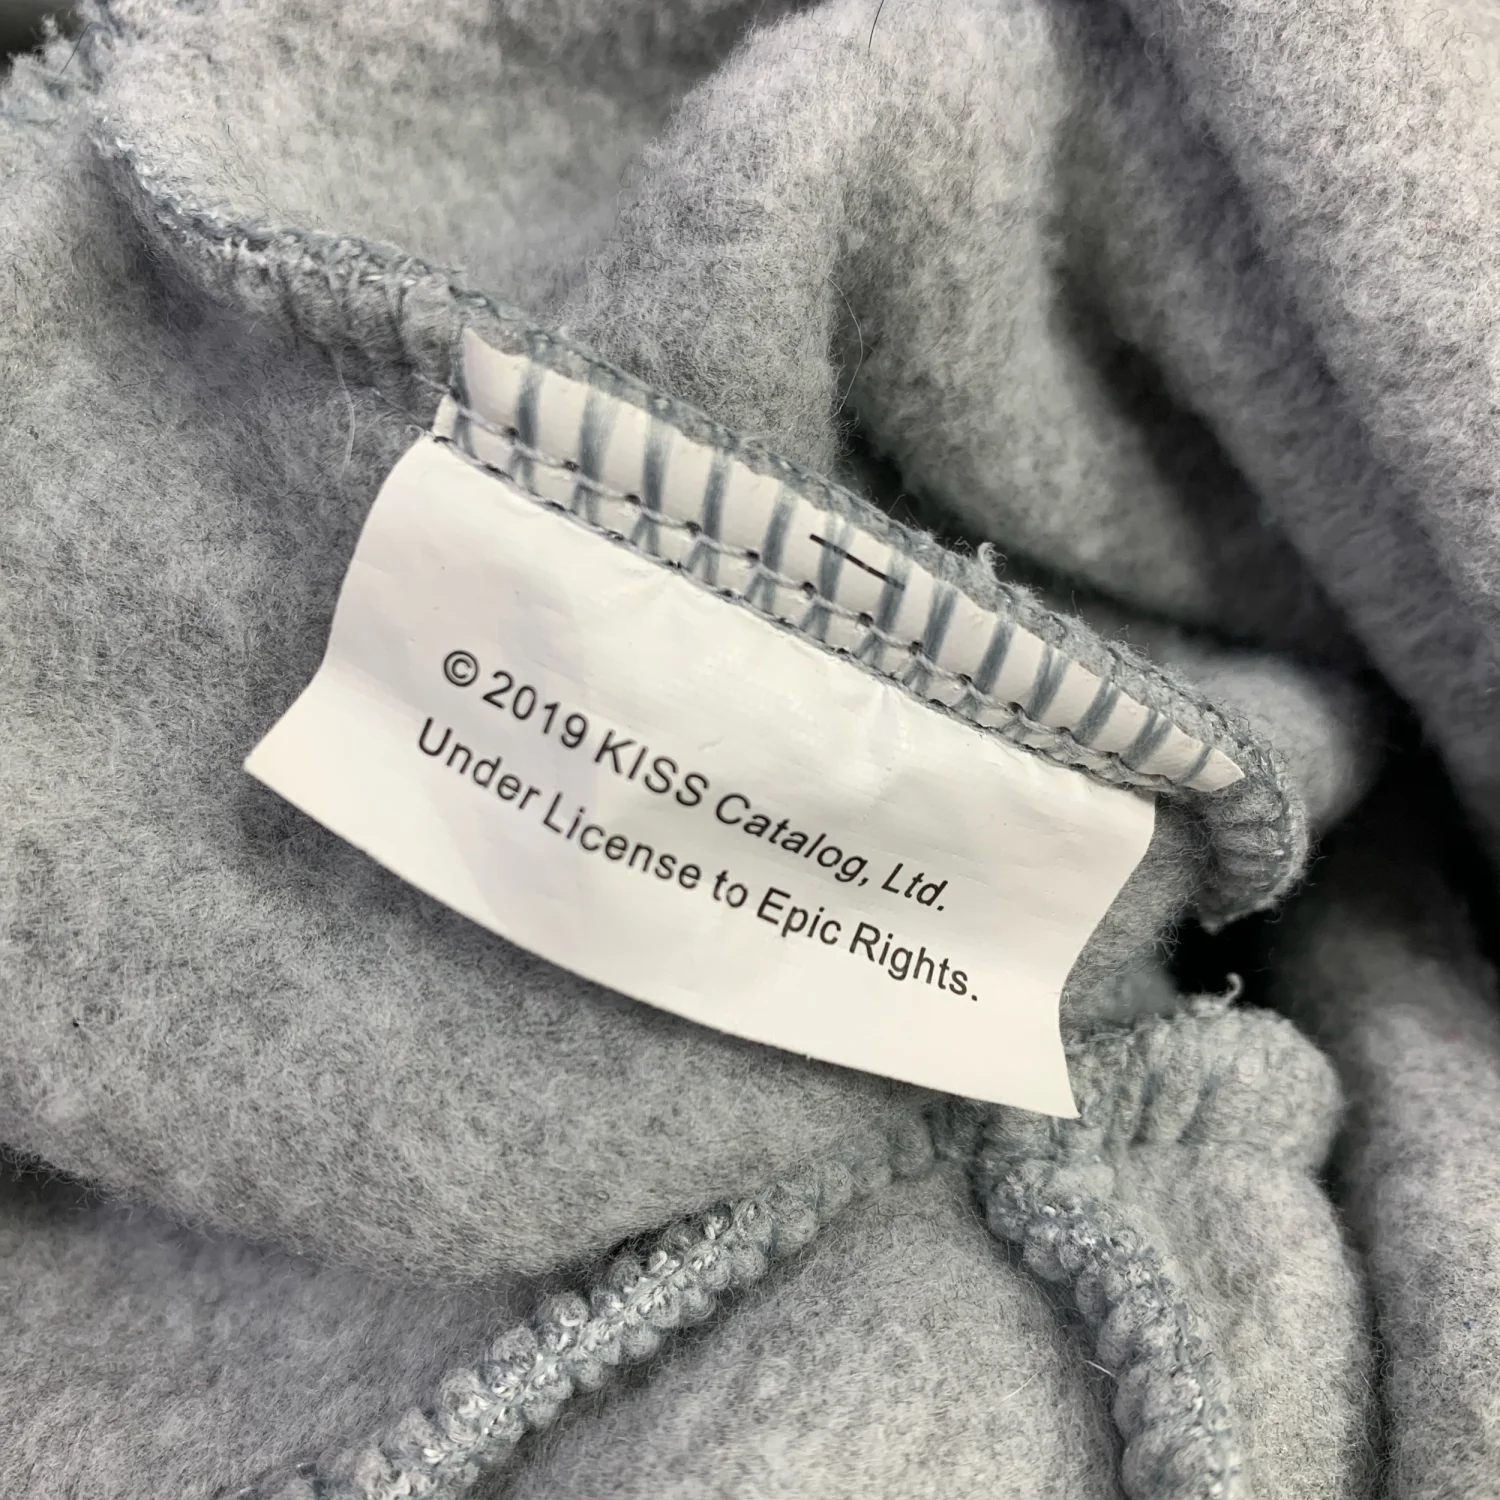 © 2019 KISS Catalog, Ltd.
Under License to Epic Rights.